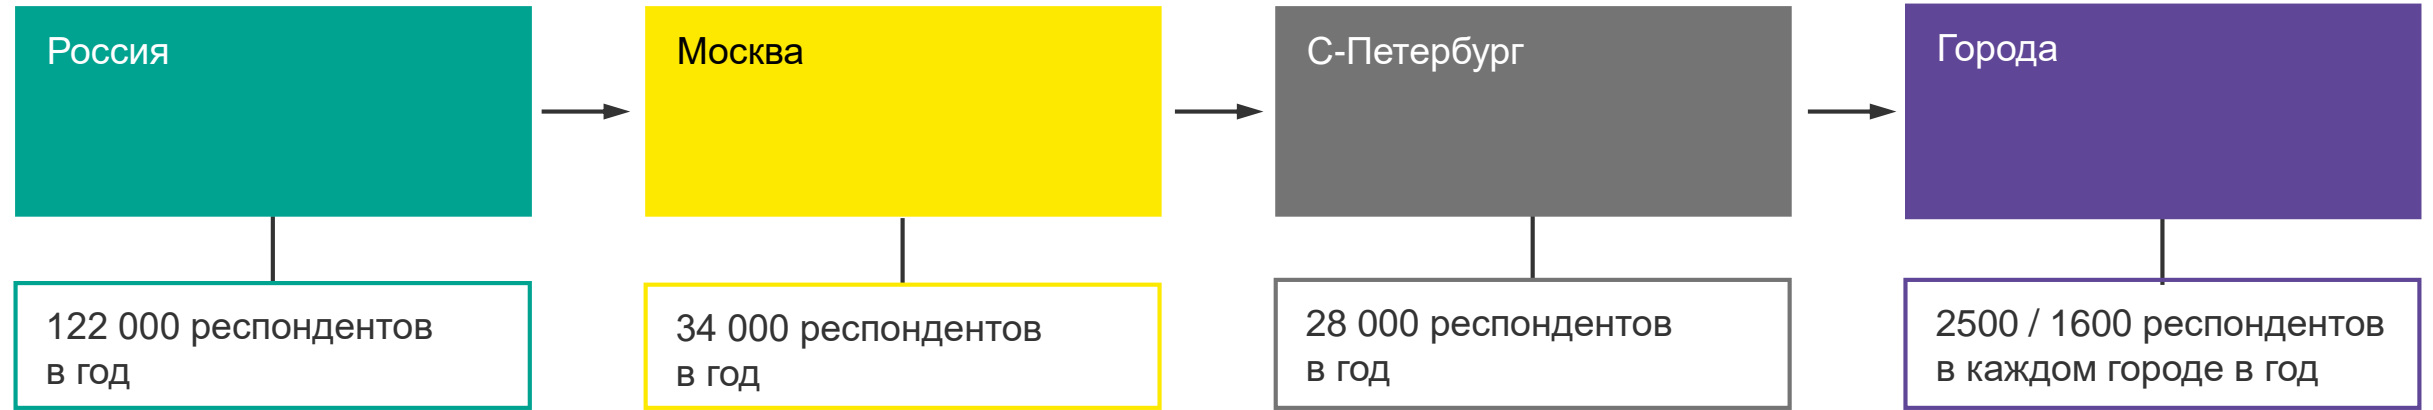 Россия
122 000 респондентов
в год
Москва
34 000 респондентов
в год
С-Петербург
28 000 респондентов
в год
Города
2500 / 1600 респондентов
в каждом городе в год